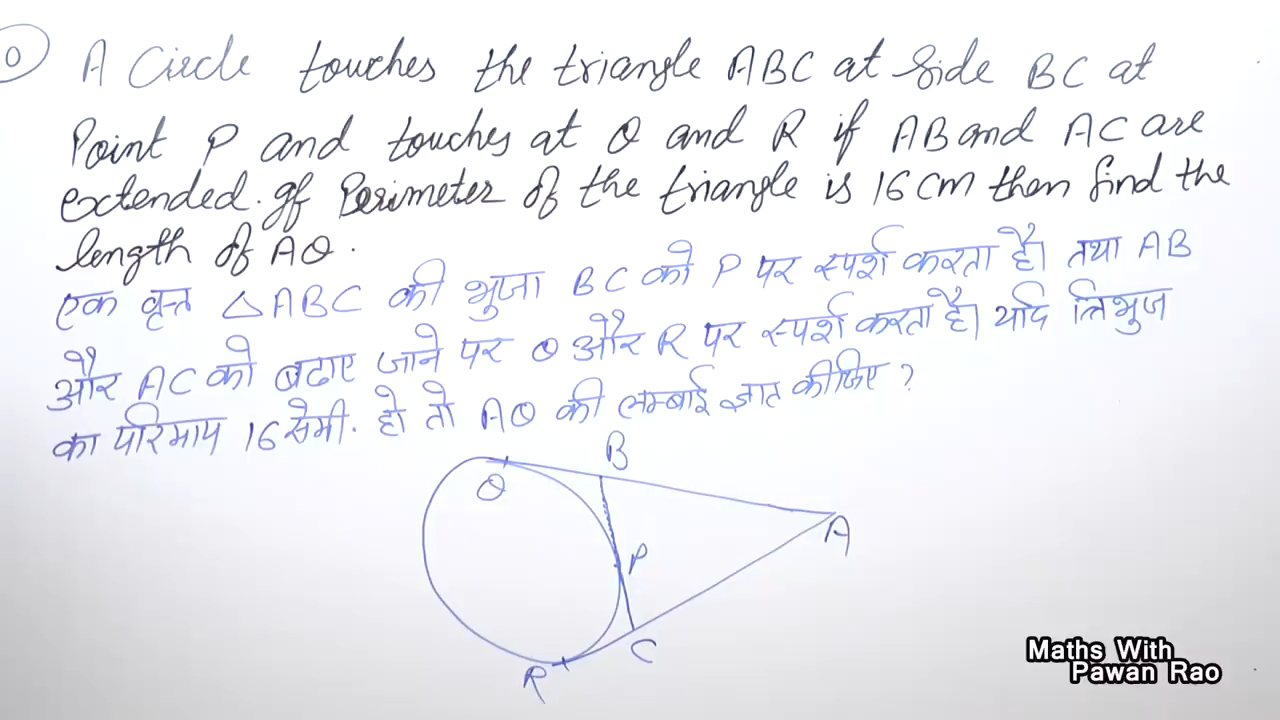 0
A Circle touches the triangle ABC at side BC at
Point P and touches at Q and R if AB and AC are
extended. If Perimeter of the triangle is 16 cm then find the
length of AQ.
एक वृत्त △ABC की भुजा BC को P पर स्पर्श करता है। तथा AB
और AC को बढाए जाने पर Q और R पर स्पर्श करता है। यदि त्रिभुज
का परिमाप 16 सेमी. हो तो AQ की लम्बाई ज्ञात कीजिए ?
B
Q
A
P
C
R
Maths With
Pawan Rao